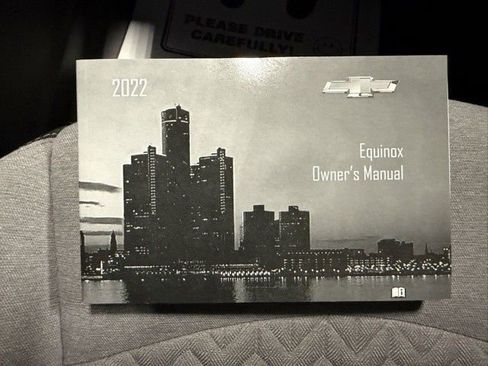 PLEASE DRIVE
CAREFULLY!
2022
Equinox
Owner's Manual